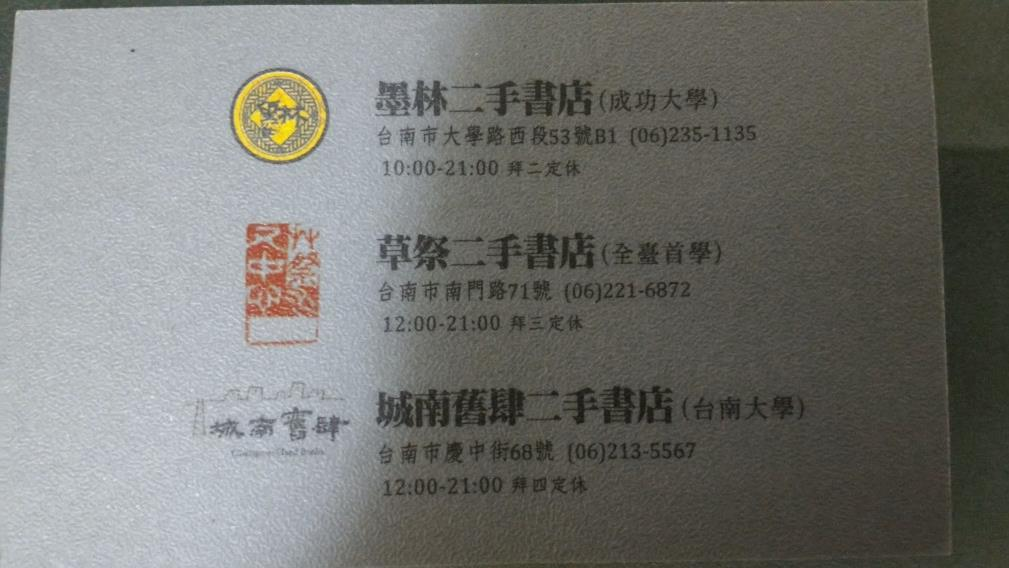 墨林
墨林二手書店(成功大學)
台南市大學路西段53號B1 (06)235-1135
10:00-21:00 拜二定休
草祭二手書店(全臺首學)
台南市南門路71號 (06)221-6872
12:00-21:00 拜三定休
城南舊肆
城南舊肆二手書店(台南大學)
台南市慶中街68號 (06)213-5567
12:00-21:00 拜四定休